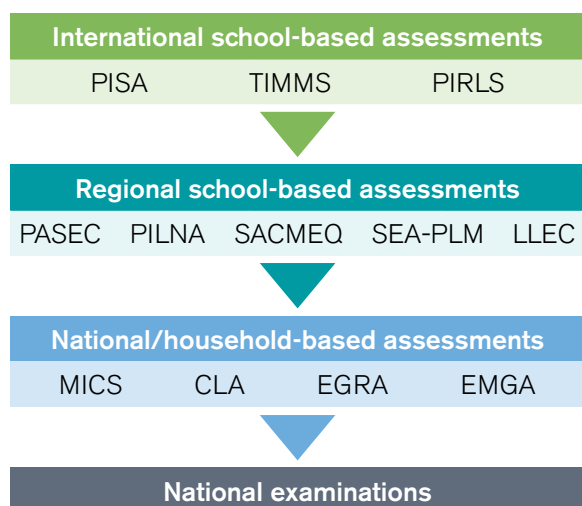 International school-based assessments
PISA TIMMS PIRLS
Regional school-based assessments
PASEC PILNA SACMEQ SEA-PLM LLEC
National/household-based assessments
MICS CLA EGRA EMGA
National examinations